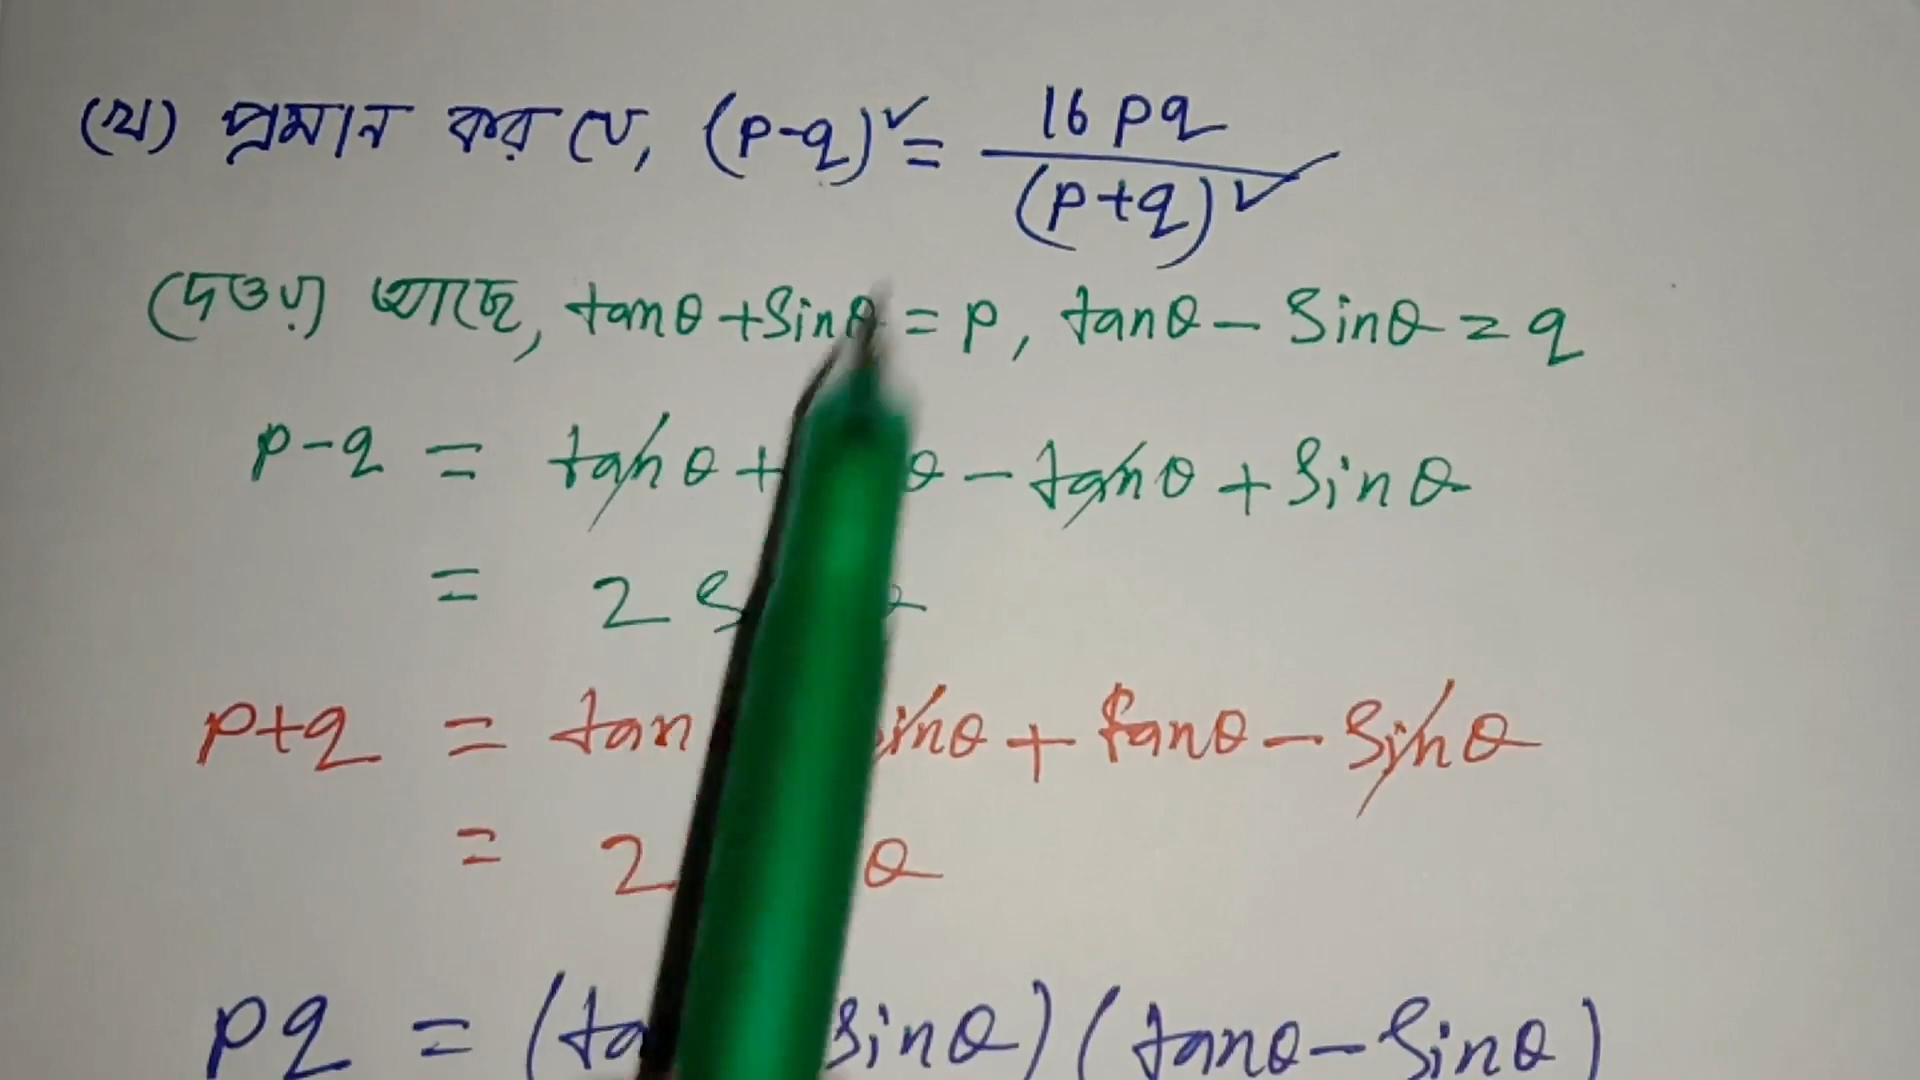 (খ) প্রমান কর যে, (p-q)² = 16pq / (p+q)²
দেওয়া আছে, tanθ + sinθ = p, tanθ - sinθ = q
p-q = tanθ + θ - tanθ + sinθ
= 2
p+q = tan sinθ + tanθ - sinθ
= 2 θ
pq = ( sinθ) (tanθ - sinθ)